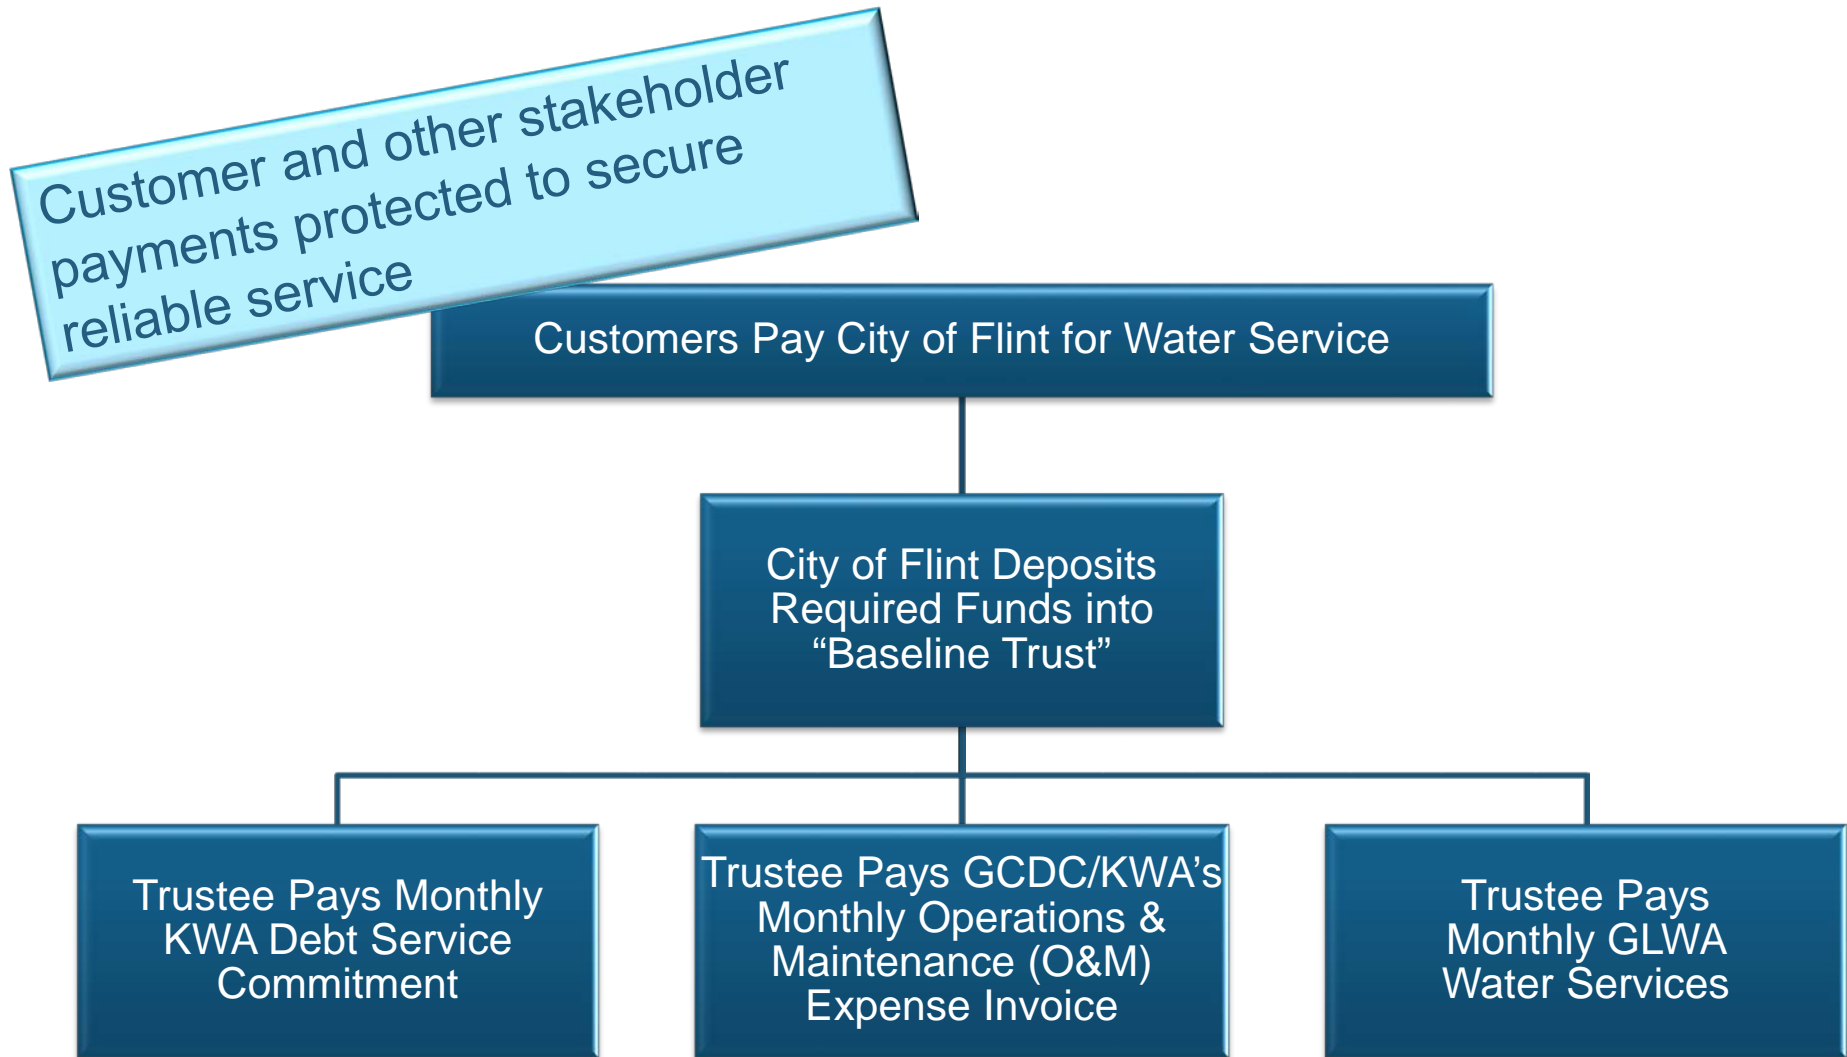 Customer and other stakeholder
payments protected to secure
reliable service
Customers Pay City of Flint for Water Service
City of Flint Deposits
Required Funds into
“Baseline Trust”
Trustee Pays Monthly
KWA Debt Service
Commitment
Trustee Pays GCDC/KWA’s
Monthly Operations &
Maintenance (O&M)
Expense Invoice
Trustee Pays
Monthly GLWA
Water Services